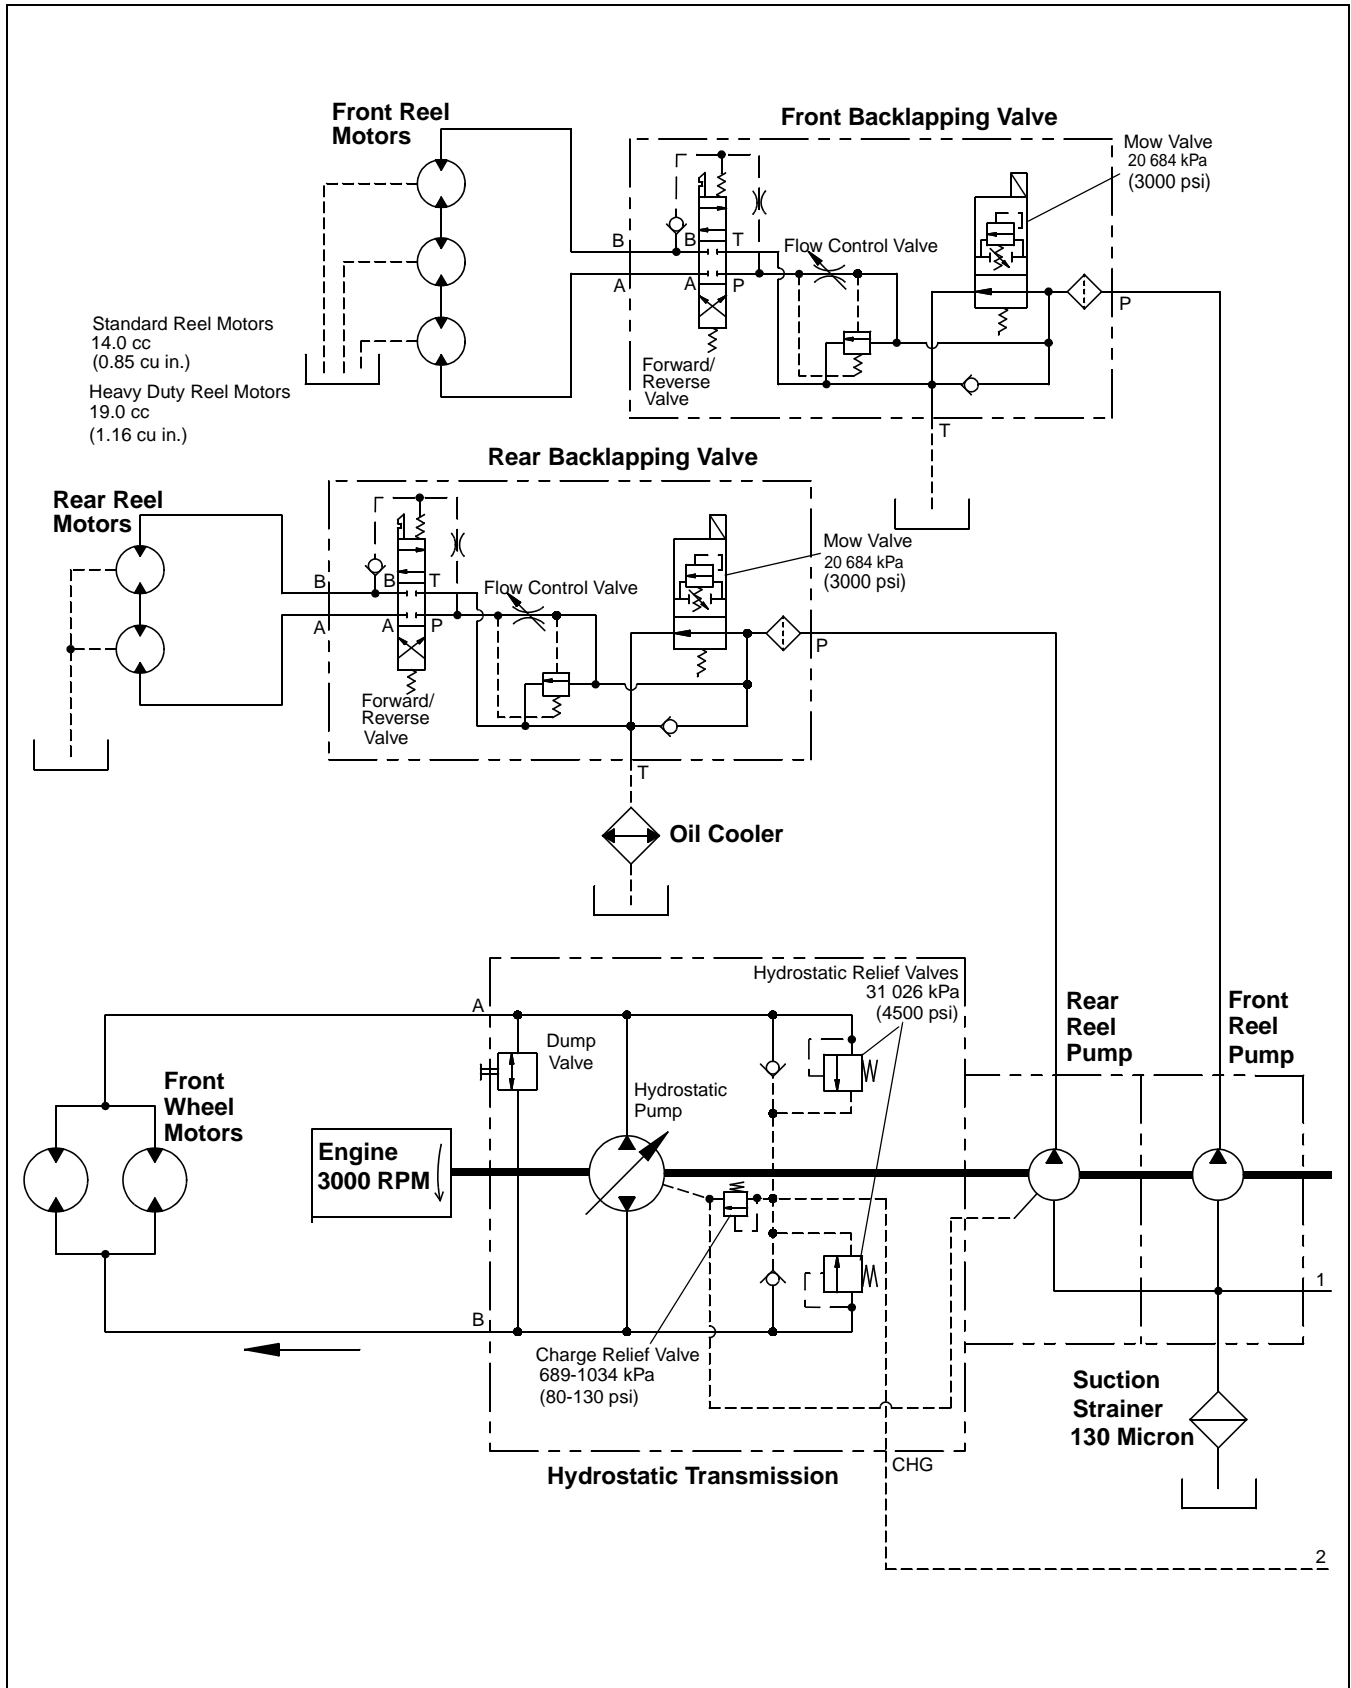 Front Reel
Motors
Front Backlapping Valve
Mow Valve
20 684 kPa
(3000 psi)
B
B
T
Flow Control Valve
A
A
P
P
Standard Reel Motors
14.0 cc
(0.85 cu in.)
Heavy Duty Reel Motors
19.0 cc
(1.16 cu in.)
Forward/
Reverse
Valve
T
Rear Backlapping Valve
Rear Reel
Motors
Mow Valve
20 684 kPa
(3000 psi)
B
B
T
Flow Control Valve
A
A
P
P
Forward/
Reverse
Valve
T
Oil Cooler
Hydrostatic Relief Valves
31 026 kPa
(4500 psi)
A
Dump
Valve
Rear
Reel
Pump
Front
Reel
Pump
Front
Wheel
Motors
Hydrostatic
Pump
Engine
3000 RPM
1
B
Charge Relief Valve
689-1034 kPa
(80-130 psi)
Suction
Strainer
130 Micron
CHG
Hydrostatic Transmission
2